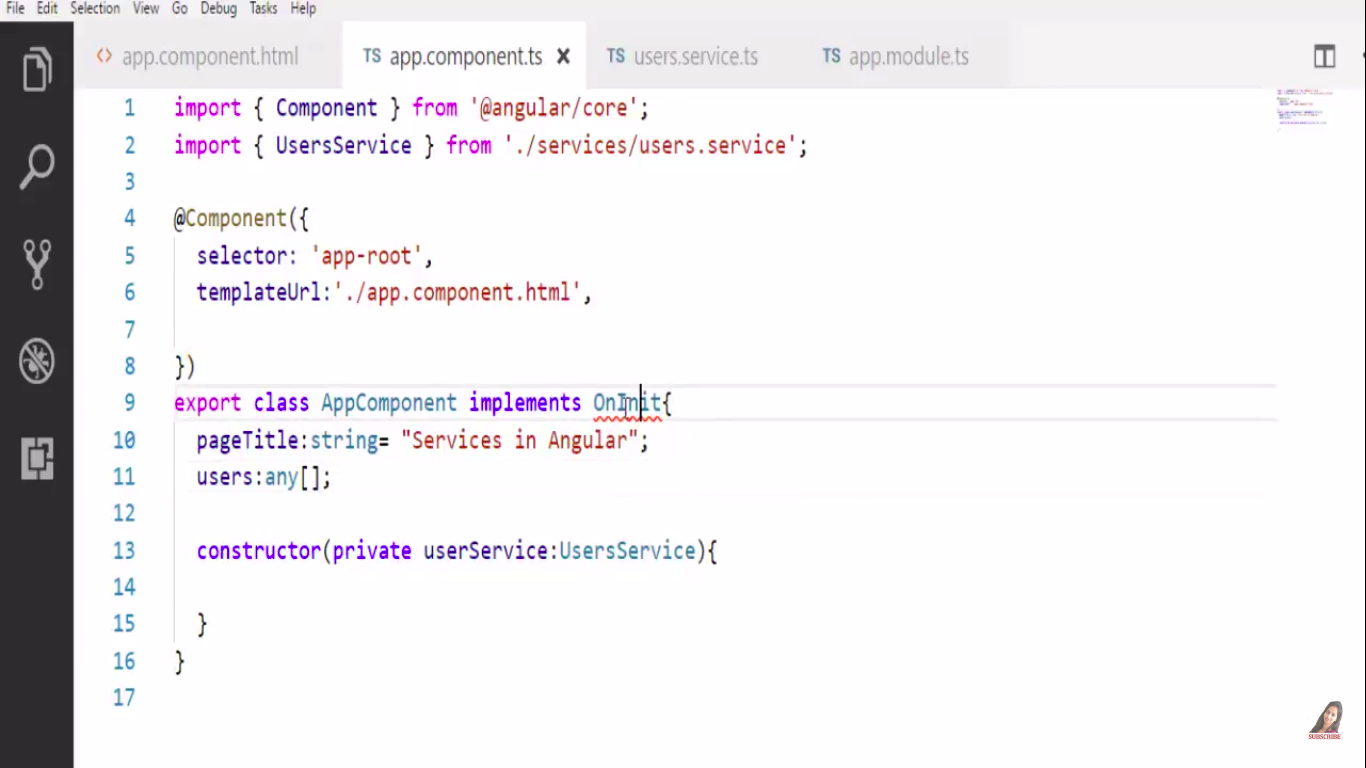 File Edit Selection View Go Debug Tasks Help
<> app.component.html TS app.component.ts TS users.service.ts TS app.module.ts
1 import { Component } from '@angular/core';
2 import { UsersService } from './services/users.service';
3
4 @Component({
5 selector: 'app-root',
6 templateUrl:'./app.component.html',
7
8 })
9 export class AppComponent implements OnInit{
10 pageTitle:string= "Services in Angular";
11 users:any[];
12
13 constructor(private userService:UsersService){
14
15 }
16 }
17
SUBSCRIBE